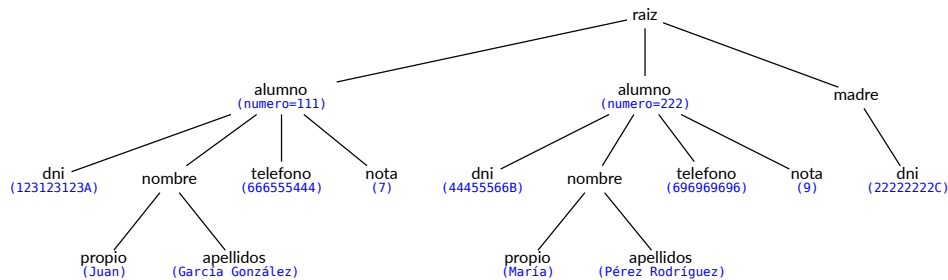 raiz
alumno
(numero=111)
alumno
(numero=222)
madre
dni
(123123123A)
nombre
telefono
(666555444)
nota
(7)
dni
(44455566B)
nombre
telefono
(696969696)
nota
(9)
dni
(22222222C)
propio
(Juan)
apellidos
(García González)
propio
(María)
apellidos
(Pérez Rodríguez)